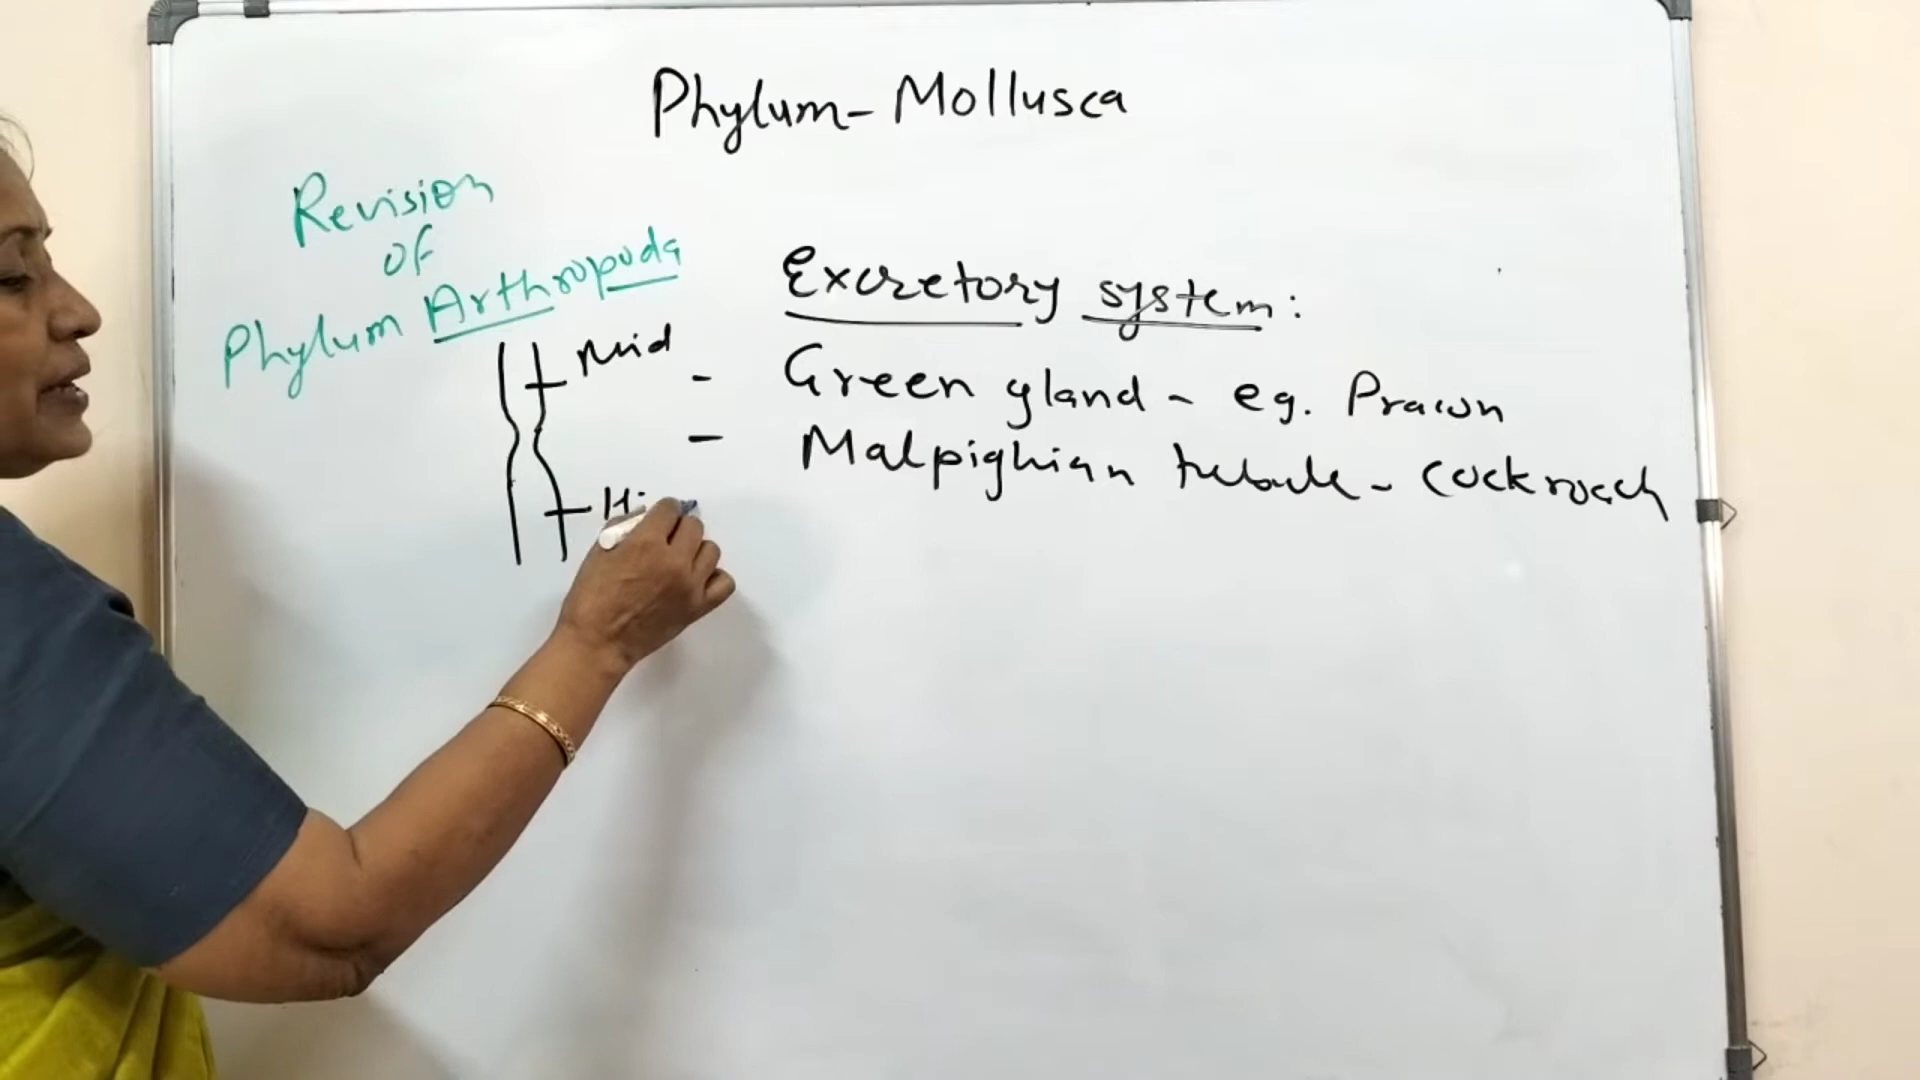 Phylum - Mollusca
Revision
of
Phylum Arthropoda
Excretory system:
- Green gland - eg. Prawn
- Malpighian tubule - Cockroach
Mid